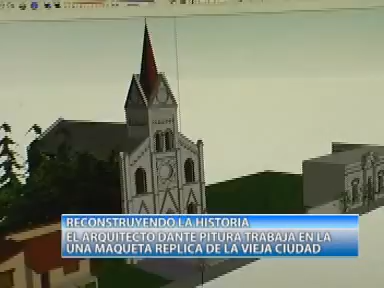 RECONSTRUYENDO LA HISTORIA
EL ARQUITECTO DANTE PITURA TRABAJA EN LA
UNA MAQUETA REPLICA DE LA VIEJA CIUDAD